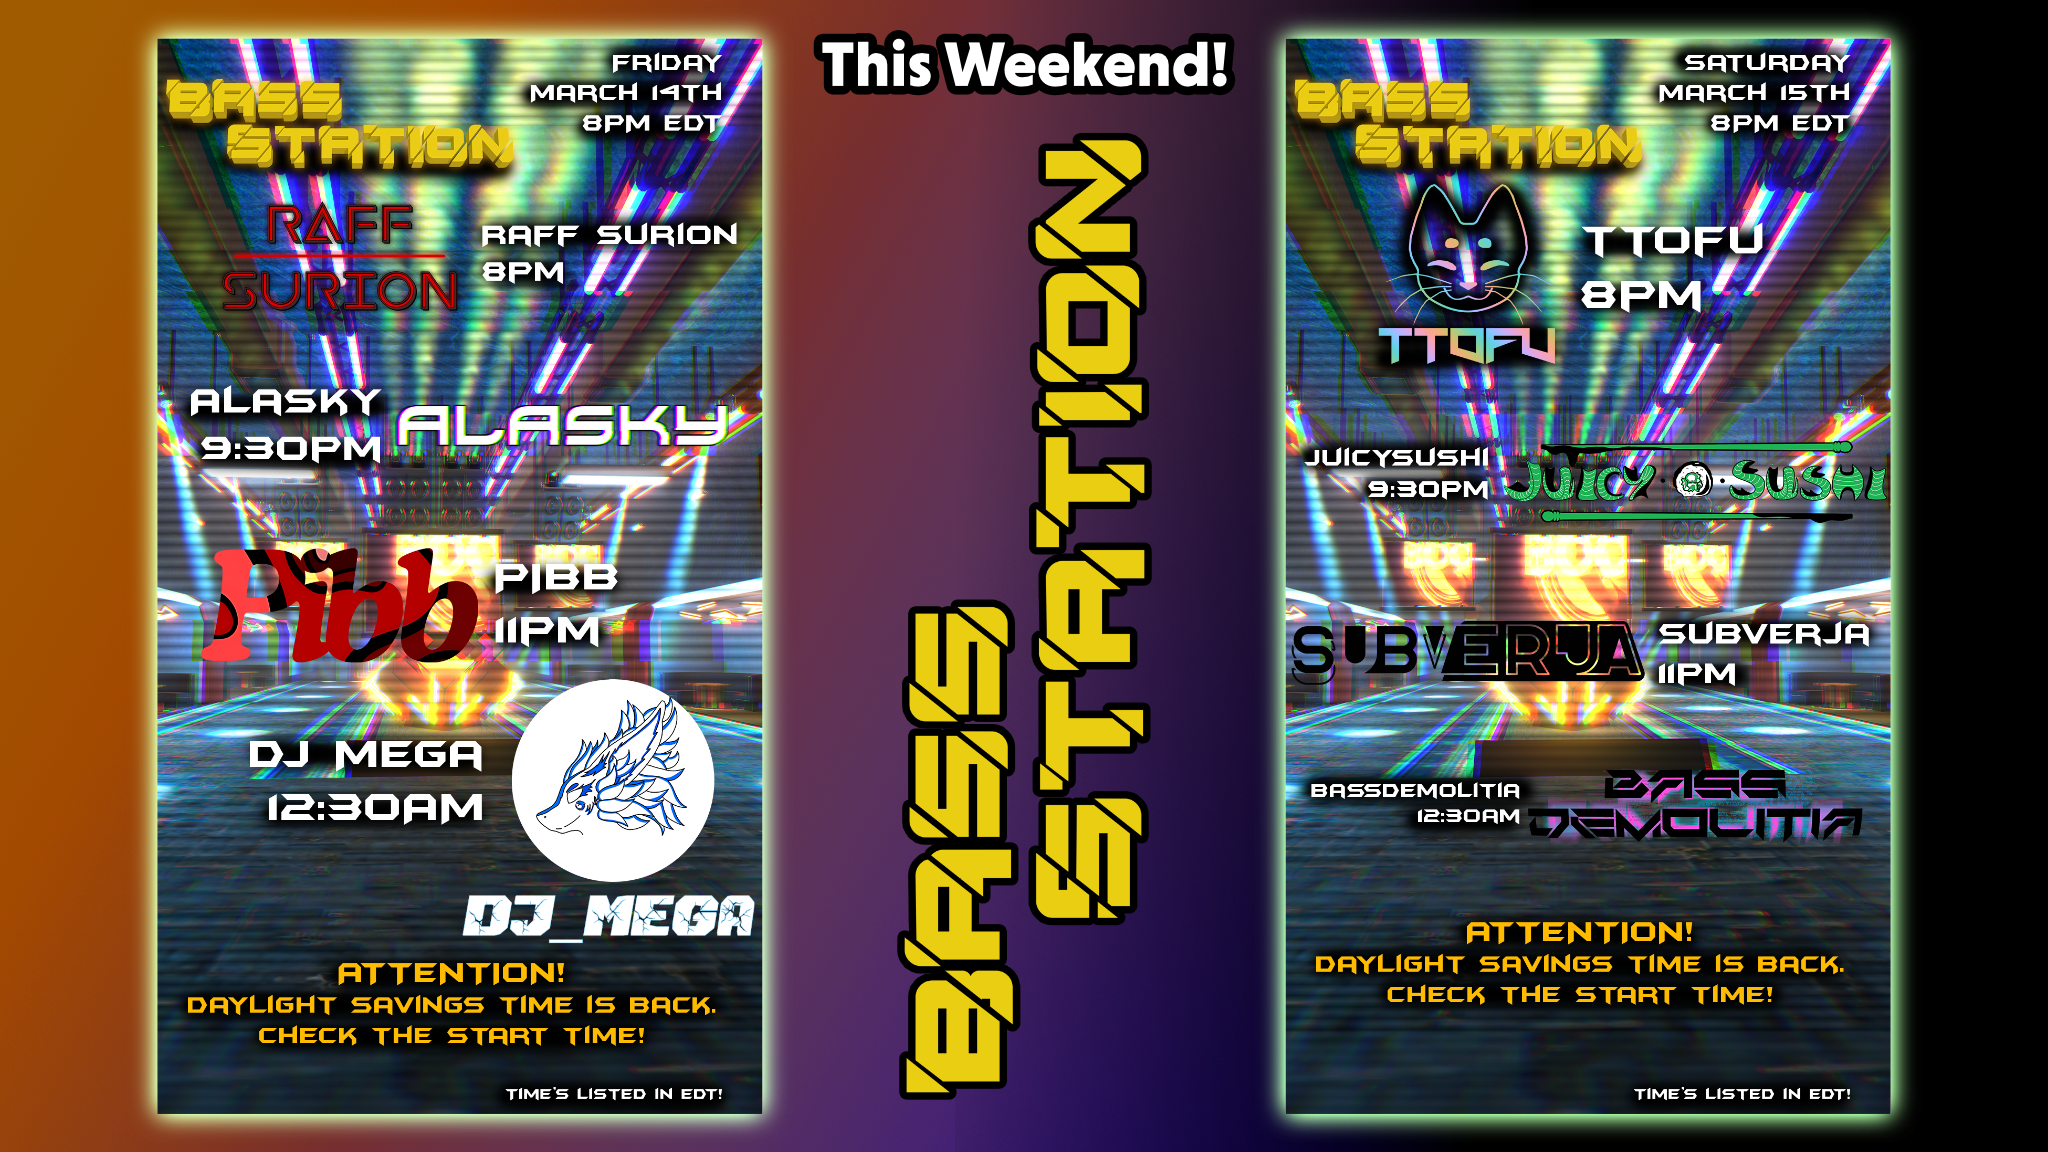 This Weekend!
BASS
STATION
FRIDAY
MARCH 14TH
8PM EDT
BASS
STATION
RAFF
SURION
RAFF SURION
8PM
ALASKY
9:30PM
ALASKY
Pibb
PIBB
11PM
DJ MEGA
12:30AM
DJ_MEGA
ATTENTION!
DAYLIGHT SAVINGS TIME IS BACK.
CHECK THE START TIME!
TIME'S LISTED IN EDT!
SATURDAY
MARCH 15TH
8PM EDT
BASS
STATION
TTOFU
TTOFU
8PM
JUICYSUSHI
9:30PM
JUICY SUSHI
SUBVERJA
SUBVERJA
11PM
BASSDEMOLITIA
12:30AM
BASS
DEMOLITIA
ATTENTION!
DAYLIGHT SAVINGS TIME IS BACK.
CHECK THE START TIME!
TIME'S LISTED IN EDT!